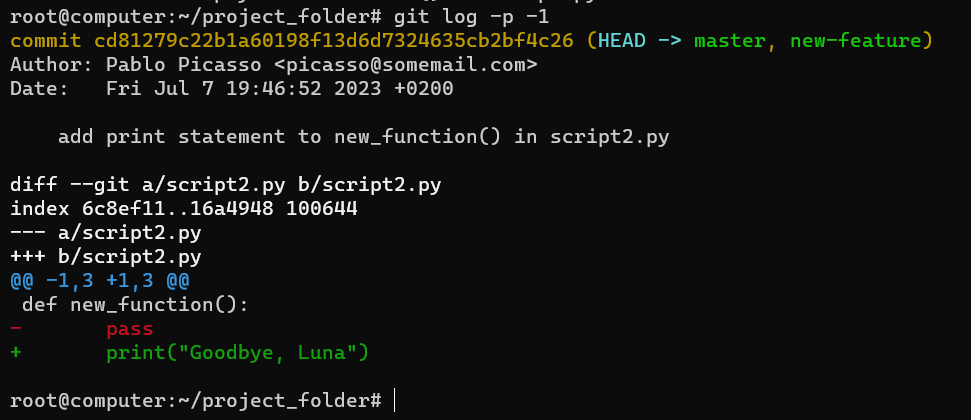 root@computer:~/project_folder# git log -p -1
commit cd81279c22b1a60198f13d6d7324635cb2bf4c26 (HEAD -> master, new-feature)
Author: Pablo Picasso <picasso@somemail.com>
Date:   Fri Jul 7 19:46:52 2023 +0200

    add print statement to new_function() in script2.py

diff --git a/script2.py b/script2.py
index 6c8ef11..16a4948 100644
--- a/script2.py
+++ b/script2.py
@@ -1,3 +1,3 @@
 def new_function():
-       pass
+       print("Goodbye, Luna")

root@computer:~/project_folder#